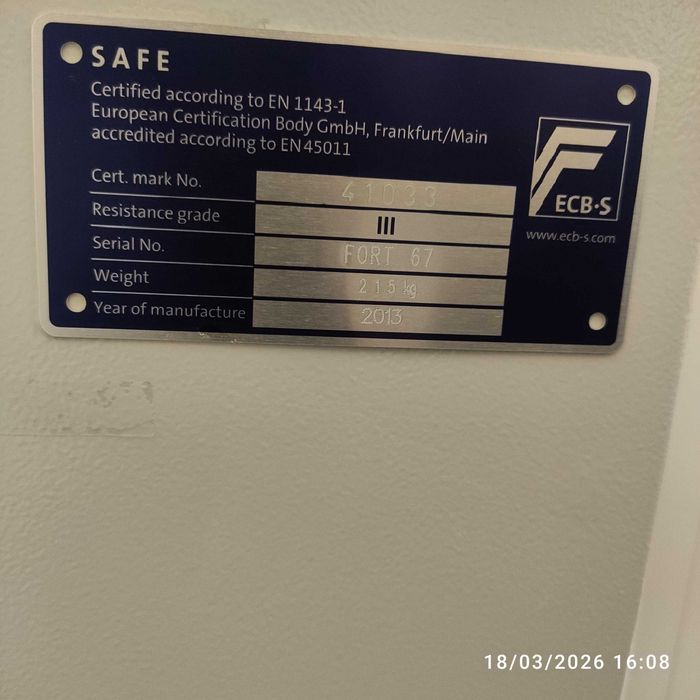 SAFE
Certified according to EN 1143-1
European Certification Body GmbH, Frankfurt/Main
accredited according to EN 45011
ECB·S
www.ecb-s.com
Cert. mark No. 41033
Resistance grade III
Serial No. FORT 67
Weight 215 kg
Year of manufacture 2013
18/03/2026 16:08